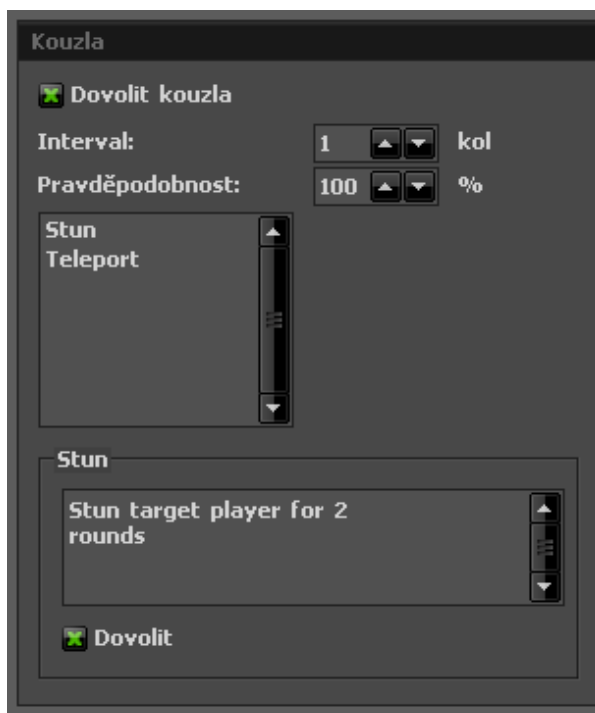 Kouzla
Dovolit kouzla
Interval: 1 kol
Pravděpodobnost: 100 %
Stun
Teleport
Stun
Stun target player for 2
rounds
Dovolit